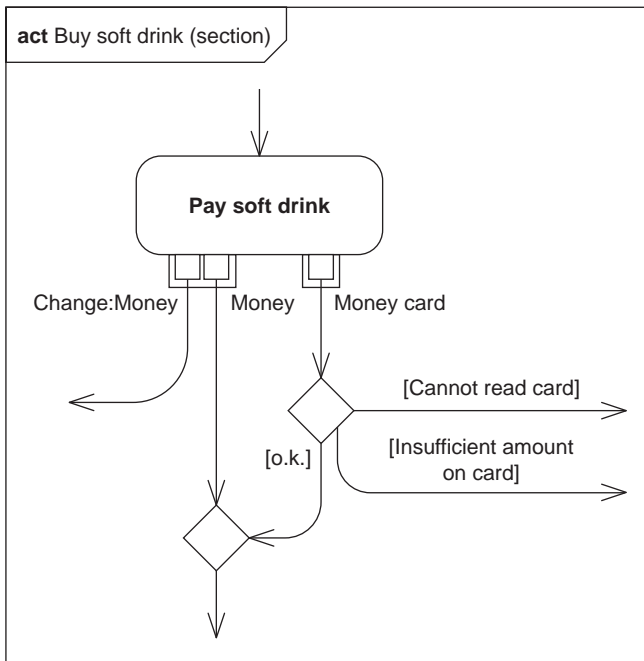 act Buy soft drink (section)
Pay soft drink
Change:Money
Money
Money card
[Cannot read card]
[Insufficient amount
on card]
[o.k.]